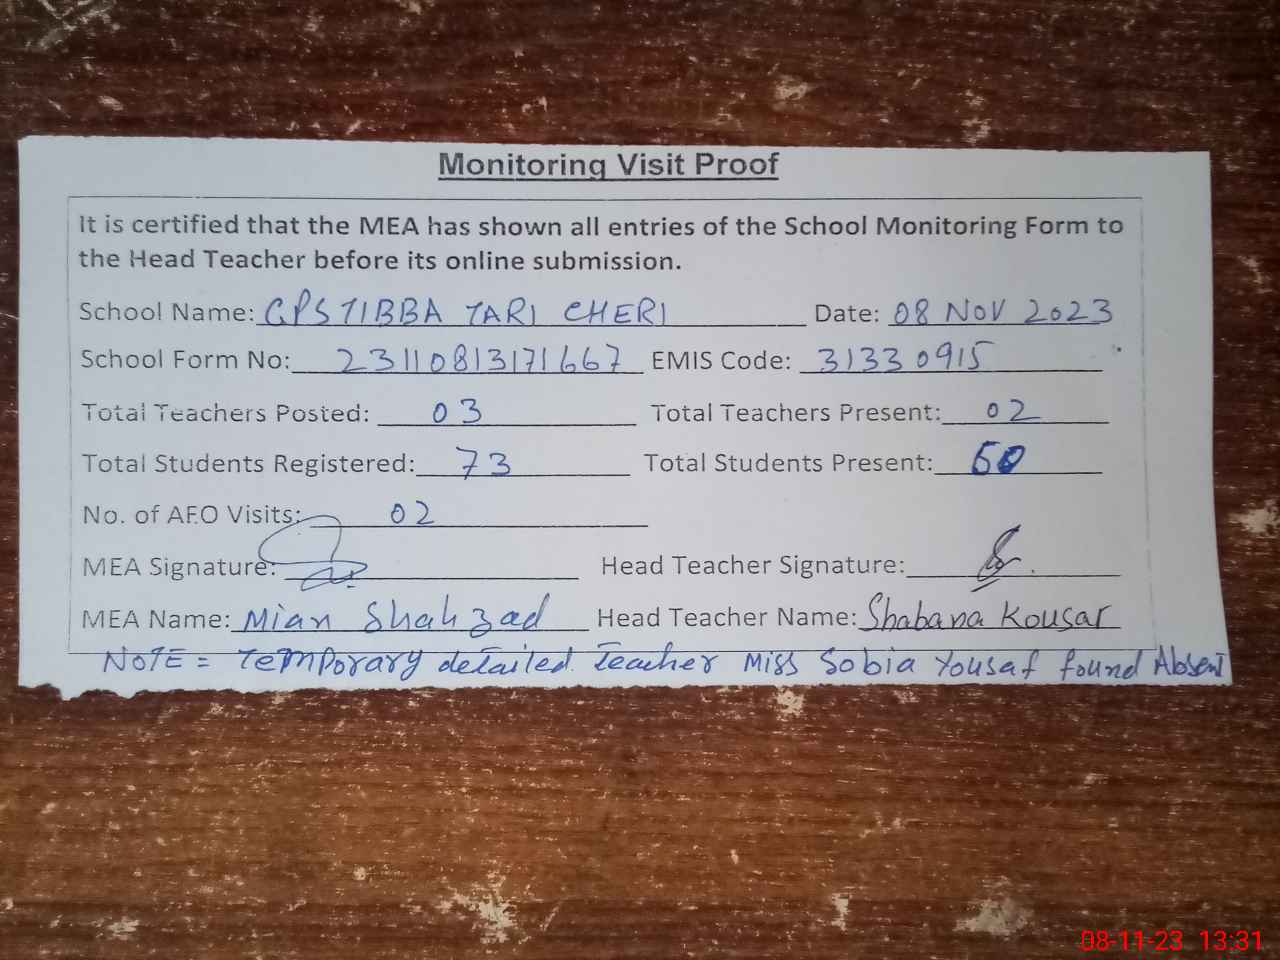 Monitoring Visit Proof
It is certified that the MEA has shown all entries of the School Monitoring Form to
the Head Teacher before its online submission.
School Name: GPS TIBBA TARI CHERI Date: 08 NOV 2023
School Form No: 23110813171667 EMIS Code: 31330915
Total Teachers Posted: 03 Total Teachers Present: 02
Total Students Registered: 73 Total Students Present: 60
No. of AEO Visits: 02
MEA Signature: Head Teacher Signature:
MEA Name: Mian Shahzad Head Teacher Name: Shabana Kousar
NOTE = Temporary detailed Teacher Miss Sobia Yousaf found Absent
08-11-23 13:31